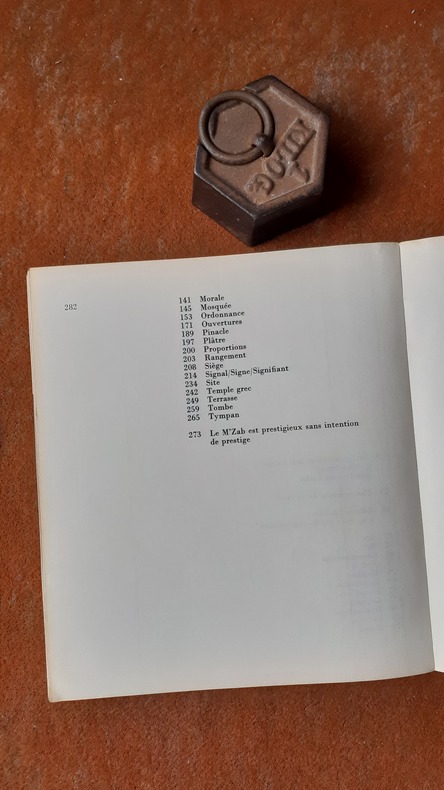 1
KILOG
282
141 Morale
145 Mosquée
153 Ordonnance
171 Ouvertures
189 Pinacle
197 Plâtre
200 Proportions
203 Rangement
208 Siège
214 Signal/Signe/Signifiant
234 Site
242 Temple grec
249 Terrasse
259 Tombe
265 Tympan
273 Le M'Zab est prestigieux sans intention
de prestige